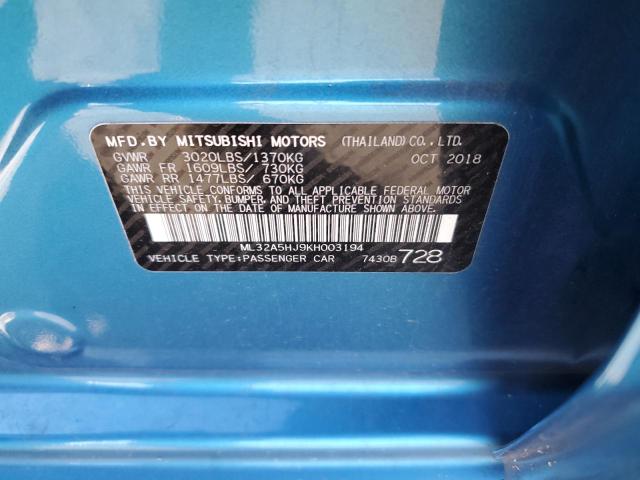 MFD.BY MITSUBISHI MOTORS (THAILAND)CO.,LTD.
GVWR 3020LBS/1370KG OCT 2018
GAWR FR 1609LBS/ 730KG
GAWR RR 1477LBS/ 670KG
THIS VEHICLE CONFORMS TO ALL APPLICABLE FEDERAL MOTOR
VEHICLE SAFETY,BUMPER,AND THEFT PREVENTION STANDARDS
IN EFFECT ON THE DATE OF MANUFACTURE SHOWN ABOVE.
ML32A5HJ9KH003194
VEHICLE TYPE:PASSENGER CAR 7430B 728